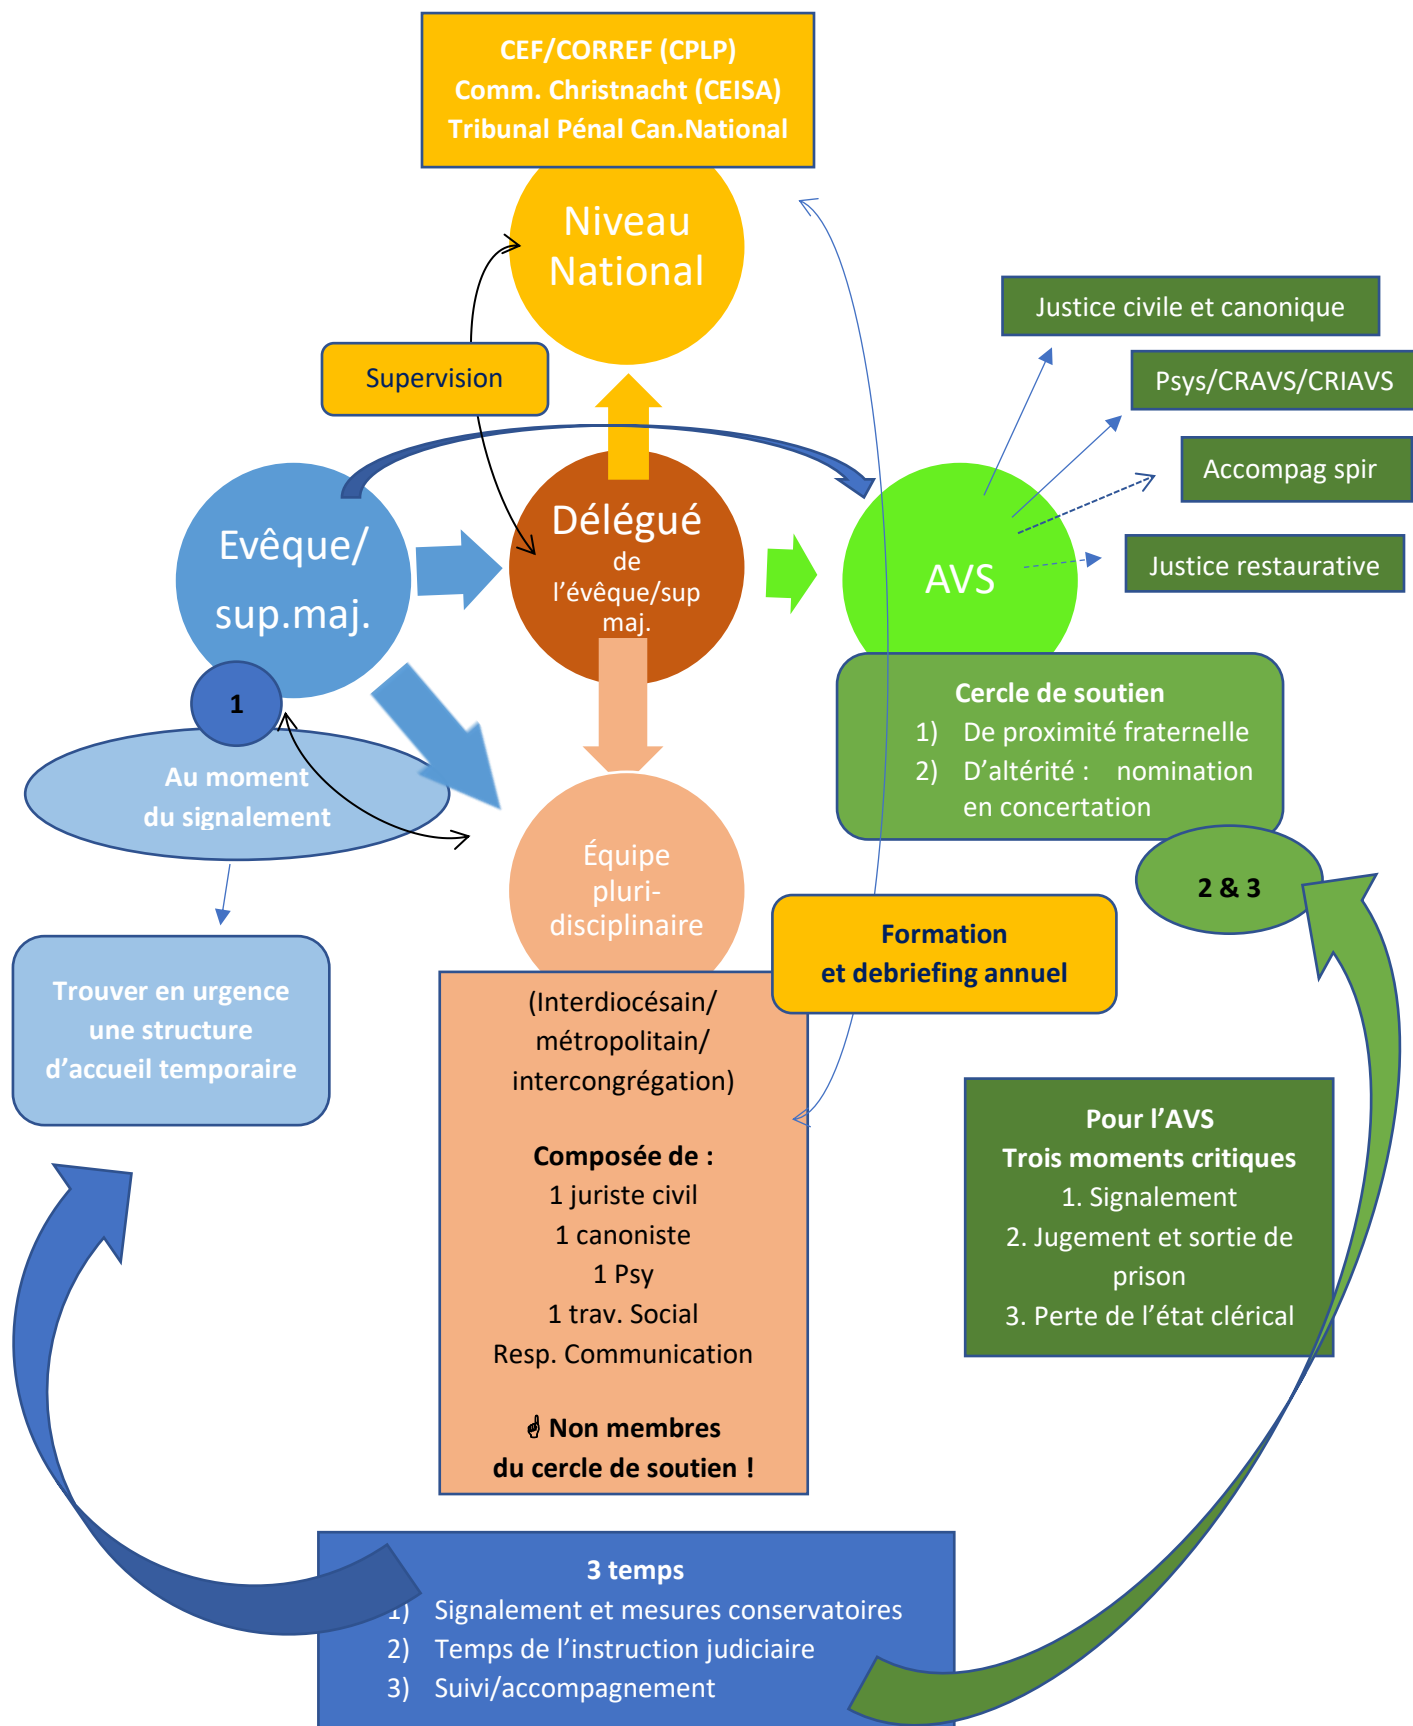 CEF/CORREF (CPLP)
Comm. Christnacht (CEISA)
Tribunal Pénal Can.National
Niveau
National
Supervision
Justice civile et canonique
Psys/CRAVS/CRIAVS
Accompag spir
Justice restaurative
Evêque/
sup.maj.
Délégué
de
l’évêque/sup
maj.
AVS
1
Au moment
du signalement
Cercle de soutien
1) De proximité fraternelle
2) D’altérité : nomination
en concertation
2 & 3
Équipe
pluri-
disciplinaire
Formation
et debriefing annuel
Trouver en urgence
une structure
d’accueil temporaire
(Interdiocésain/
métropolitain/
intercongrégation)
Composée de :
1 juriste civil
1 canoniste
1 Psy
1 trav. Social
Resp. Communication
☝ Non membres
du cercle de soutien !
Pour l’AVS
Trois moments critiques
1. Signalement
2. Jugement et sortie de
prison
3. Perte de l’état clérical
3 temps
1) Signalement et mesures conservatoires
2) Temps de l’instruction judiciaire
3) Suivi/accompagnement